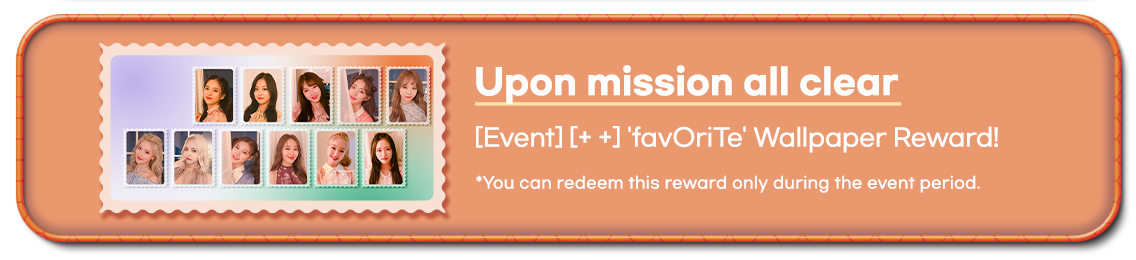 Upon mission all clear
[Event] [+ +] 'favOriTe' Wallpaper Reward!
*You can redeem this reward only during the event period.